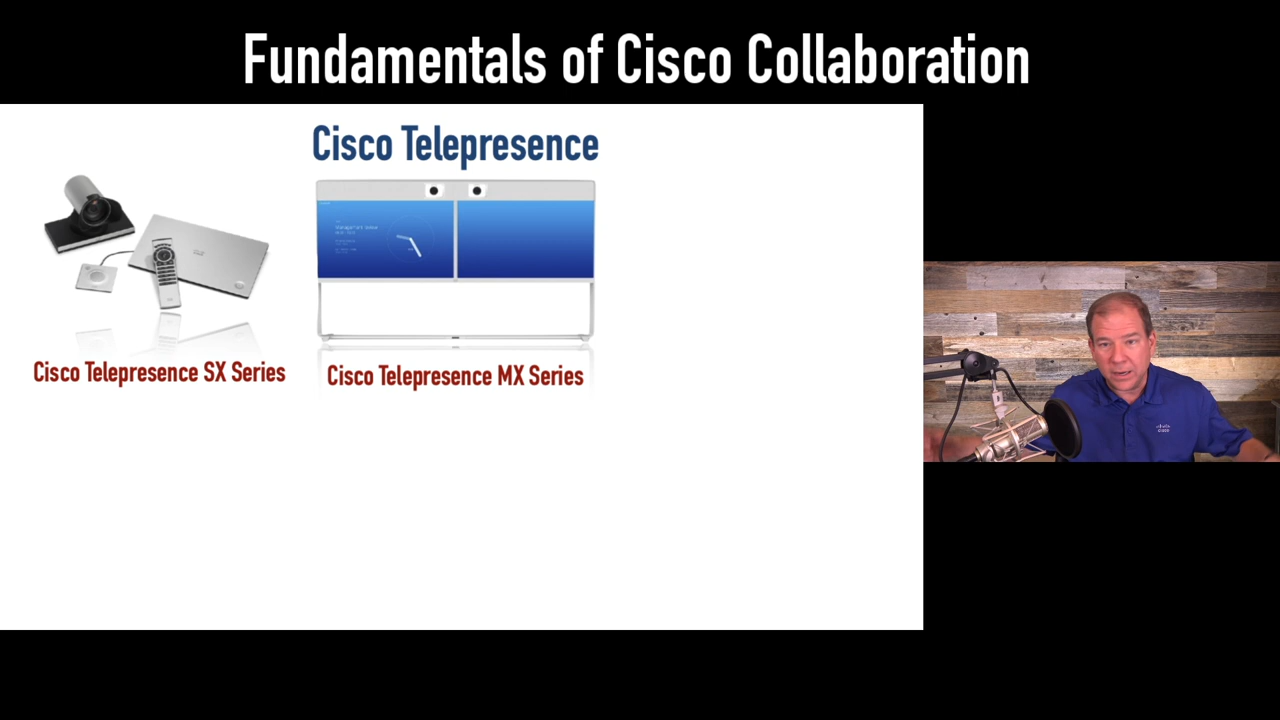 Fundamentals of Cisco Collaboration
Cisco Telepresence
Cisco Telepresence SX Series
Cisco Telepresence MX Series